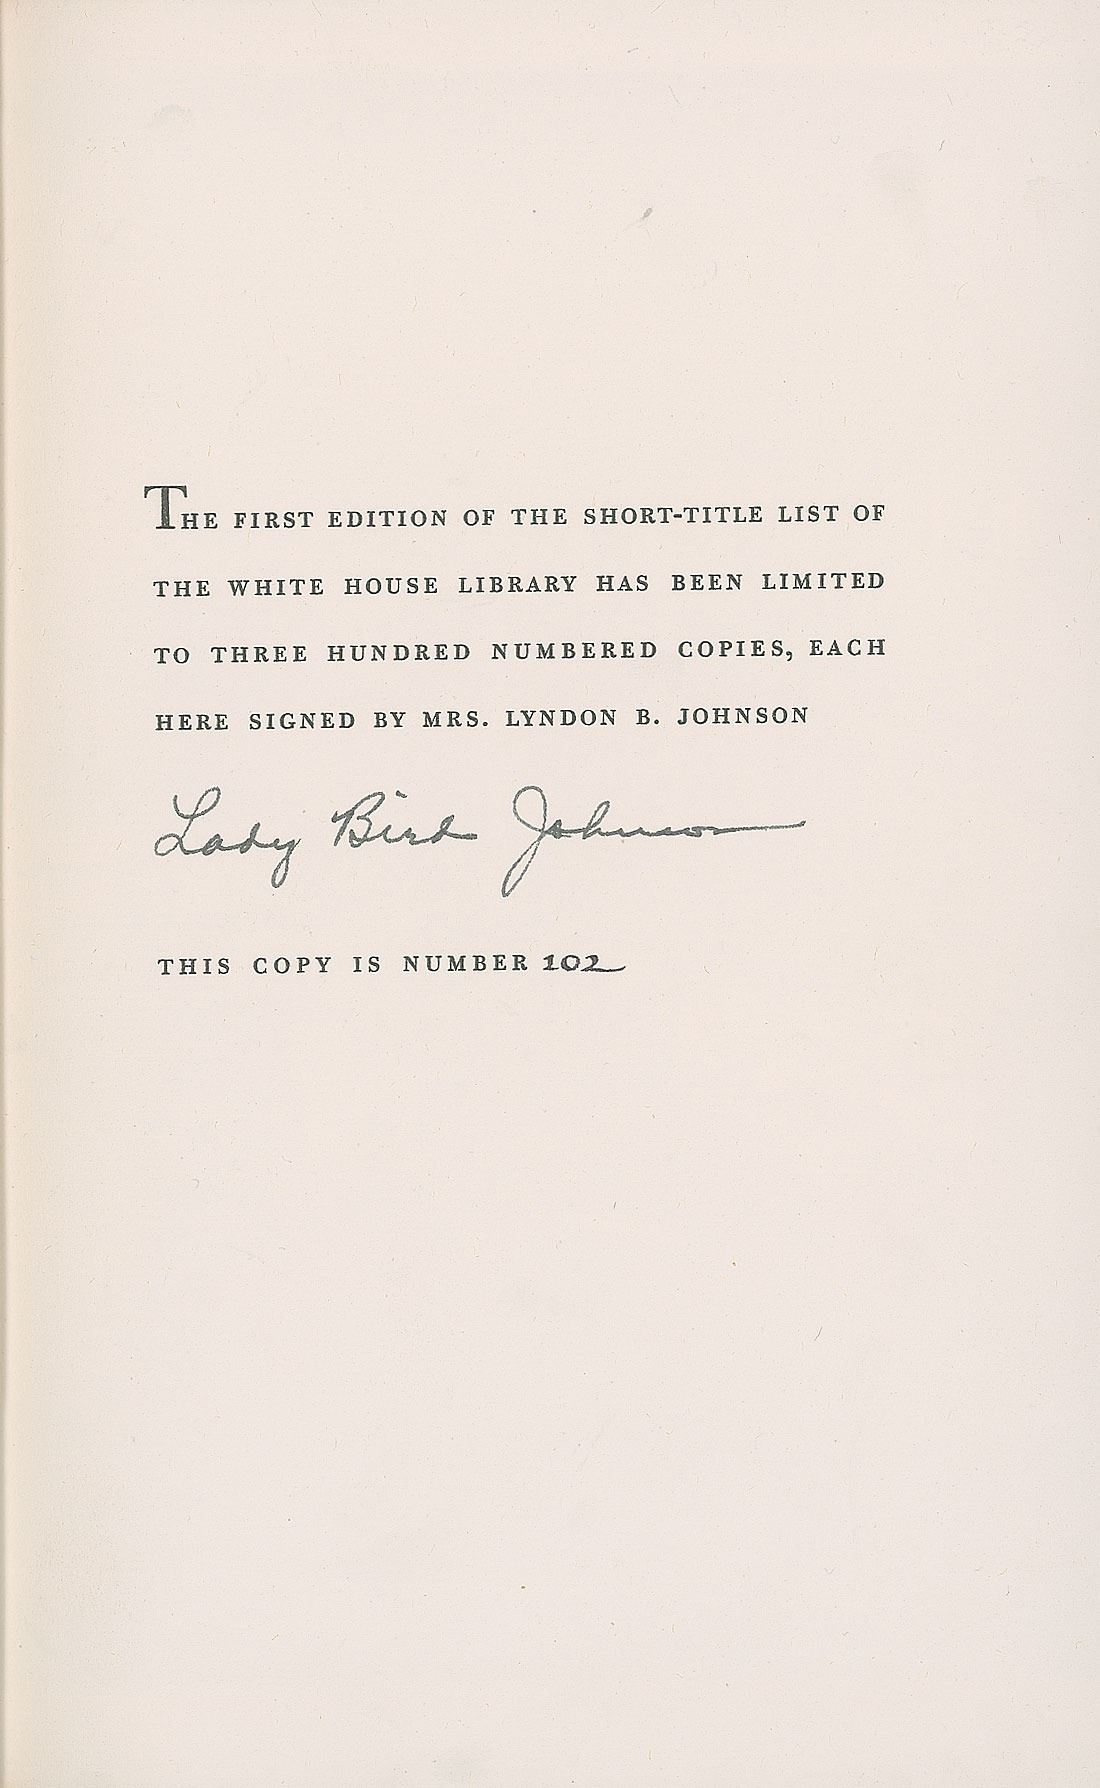 THE FIRST EDITION OF THE SHORT-TITLE LIST OF
THE WHITE HOUSE LIBRARY HAS BEEN LIMITED
TO THREE HUNDRED NUMBERED COPIES, EACH
HERE SIGNED BY MRS. LYNDON B. JOHNSON
Lady Bird Johnson
THIS COPY IS NUMBER 102